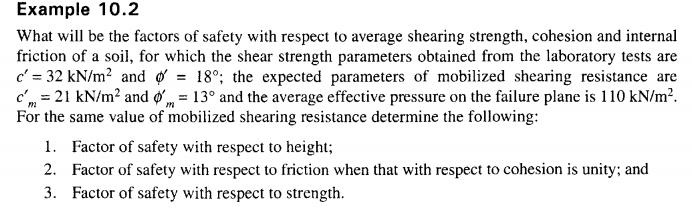 Example 10.2
What will be the factors of safety with respect to average shearing strength, cohesion and internal
friction of a soil, for which the shear strength parameters obtained from the laboratory tests are
c′ = 32 kN/m² and ϕ′ = 18°; the expected parameters of mobilized shearing resistance are
c′ₘ = 21 kN/m² and ϕ′ₘ = 13° and the average effective pressure on the failure plane is 110 kN/m².
For the same value of mobilized shearing resistance determine the following:
1. Factor of safety with respect to height;
2. Factor of safety with respect to friction when that with respect to cohesion is unity; and
3. Factor of safety with respect to strength.